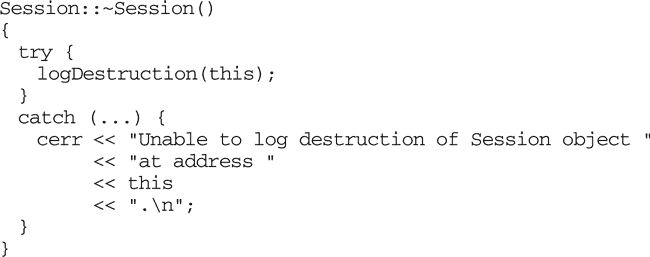 Session::~Session()
{
  try {
    logDestruction(this);
  }
  catch (...) {
    cerr << "Unable to log destruction of Session object "
         << "at address "
         << this
         << ".\n";
  }
}